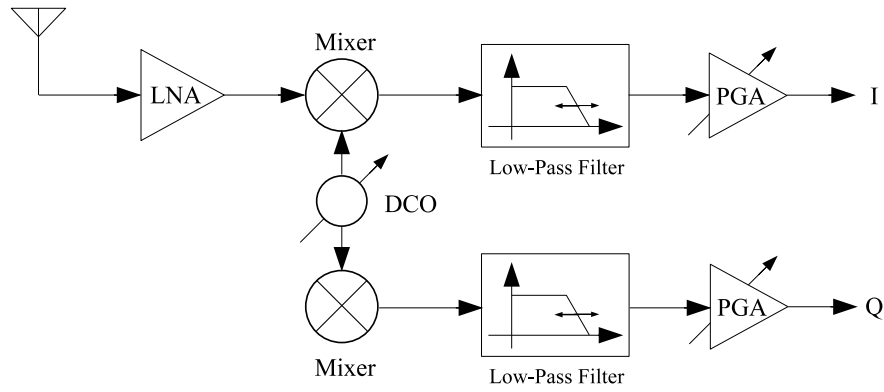 Mixer
LNA
PGA
I
Low-Pass Filter
DCO
PGA
Q
Mixer
Low-Pass Filter